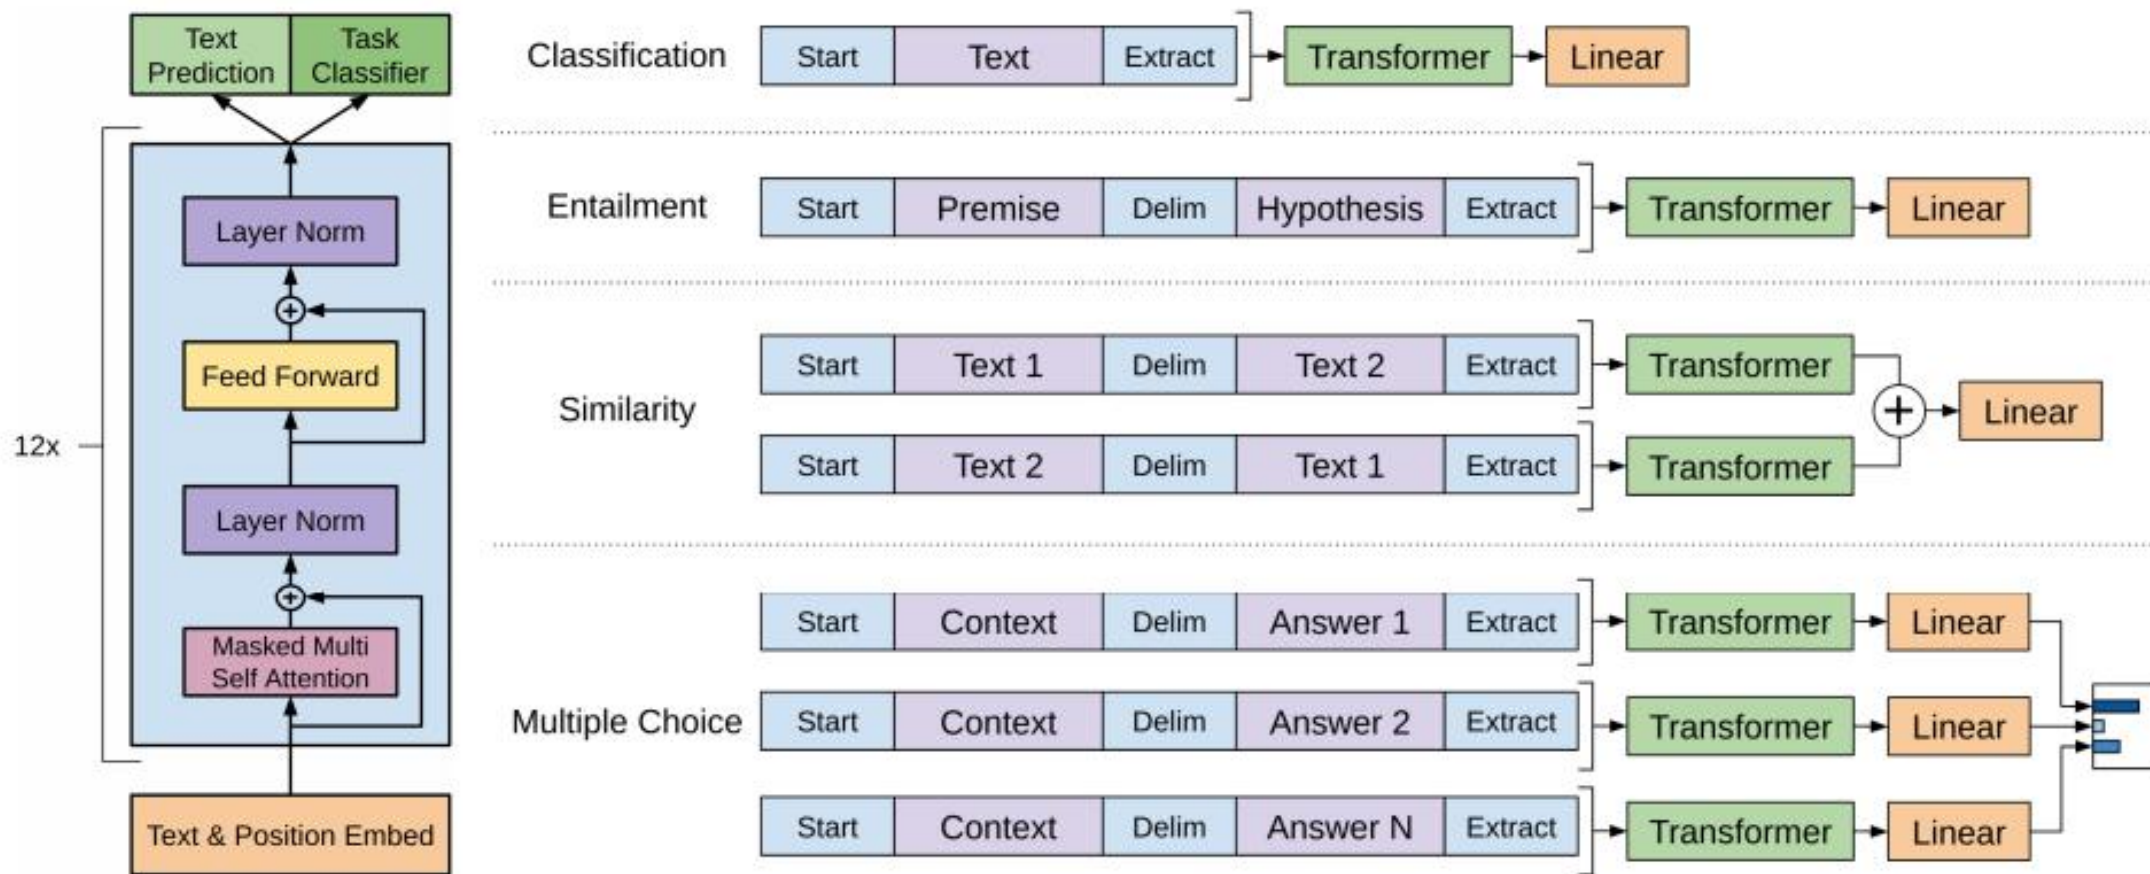 Text Task
Prediction Classifier
Layer Norm
Feed Forward
12x
Layer Norm
Masked Multi
Self Attention
Text & Position Embed
Classification Start Text Extract Transformer Linear
Entailment Start Premise Delim Hypothesis Extract Transformer Linear
Start Text 1 Delim Text 2 Extract Transformer
Similarity + Linear
Start Text 2 Delim Text 1 Extract Transformer
Start Context Delim Answer 1 Extract Transformer Linear
Multiple Choice Start Context Delim Answer 2 Extract Transformer Linear
Start Context Delim Answer N Extract Transformer Linear